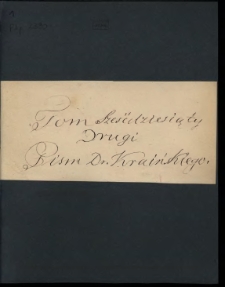 Tom Sześćdziesiąty
Drugi
Pism Dr. Kraińskiego.